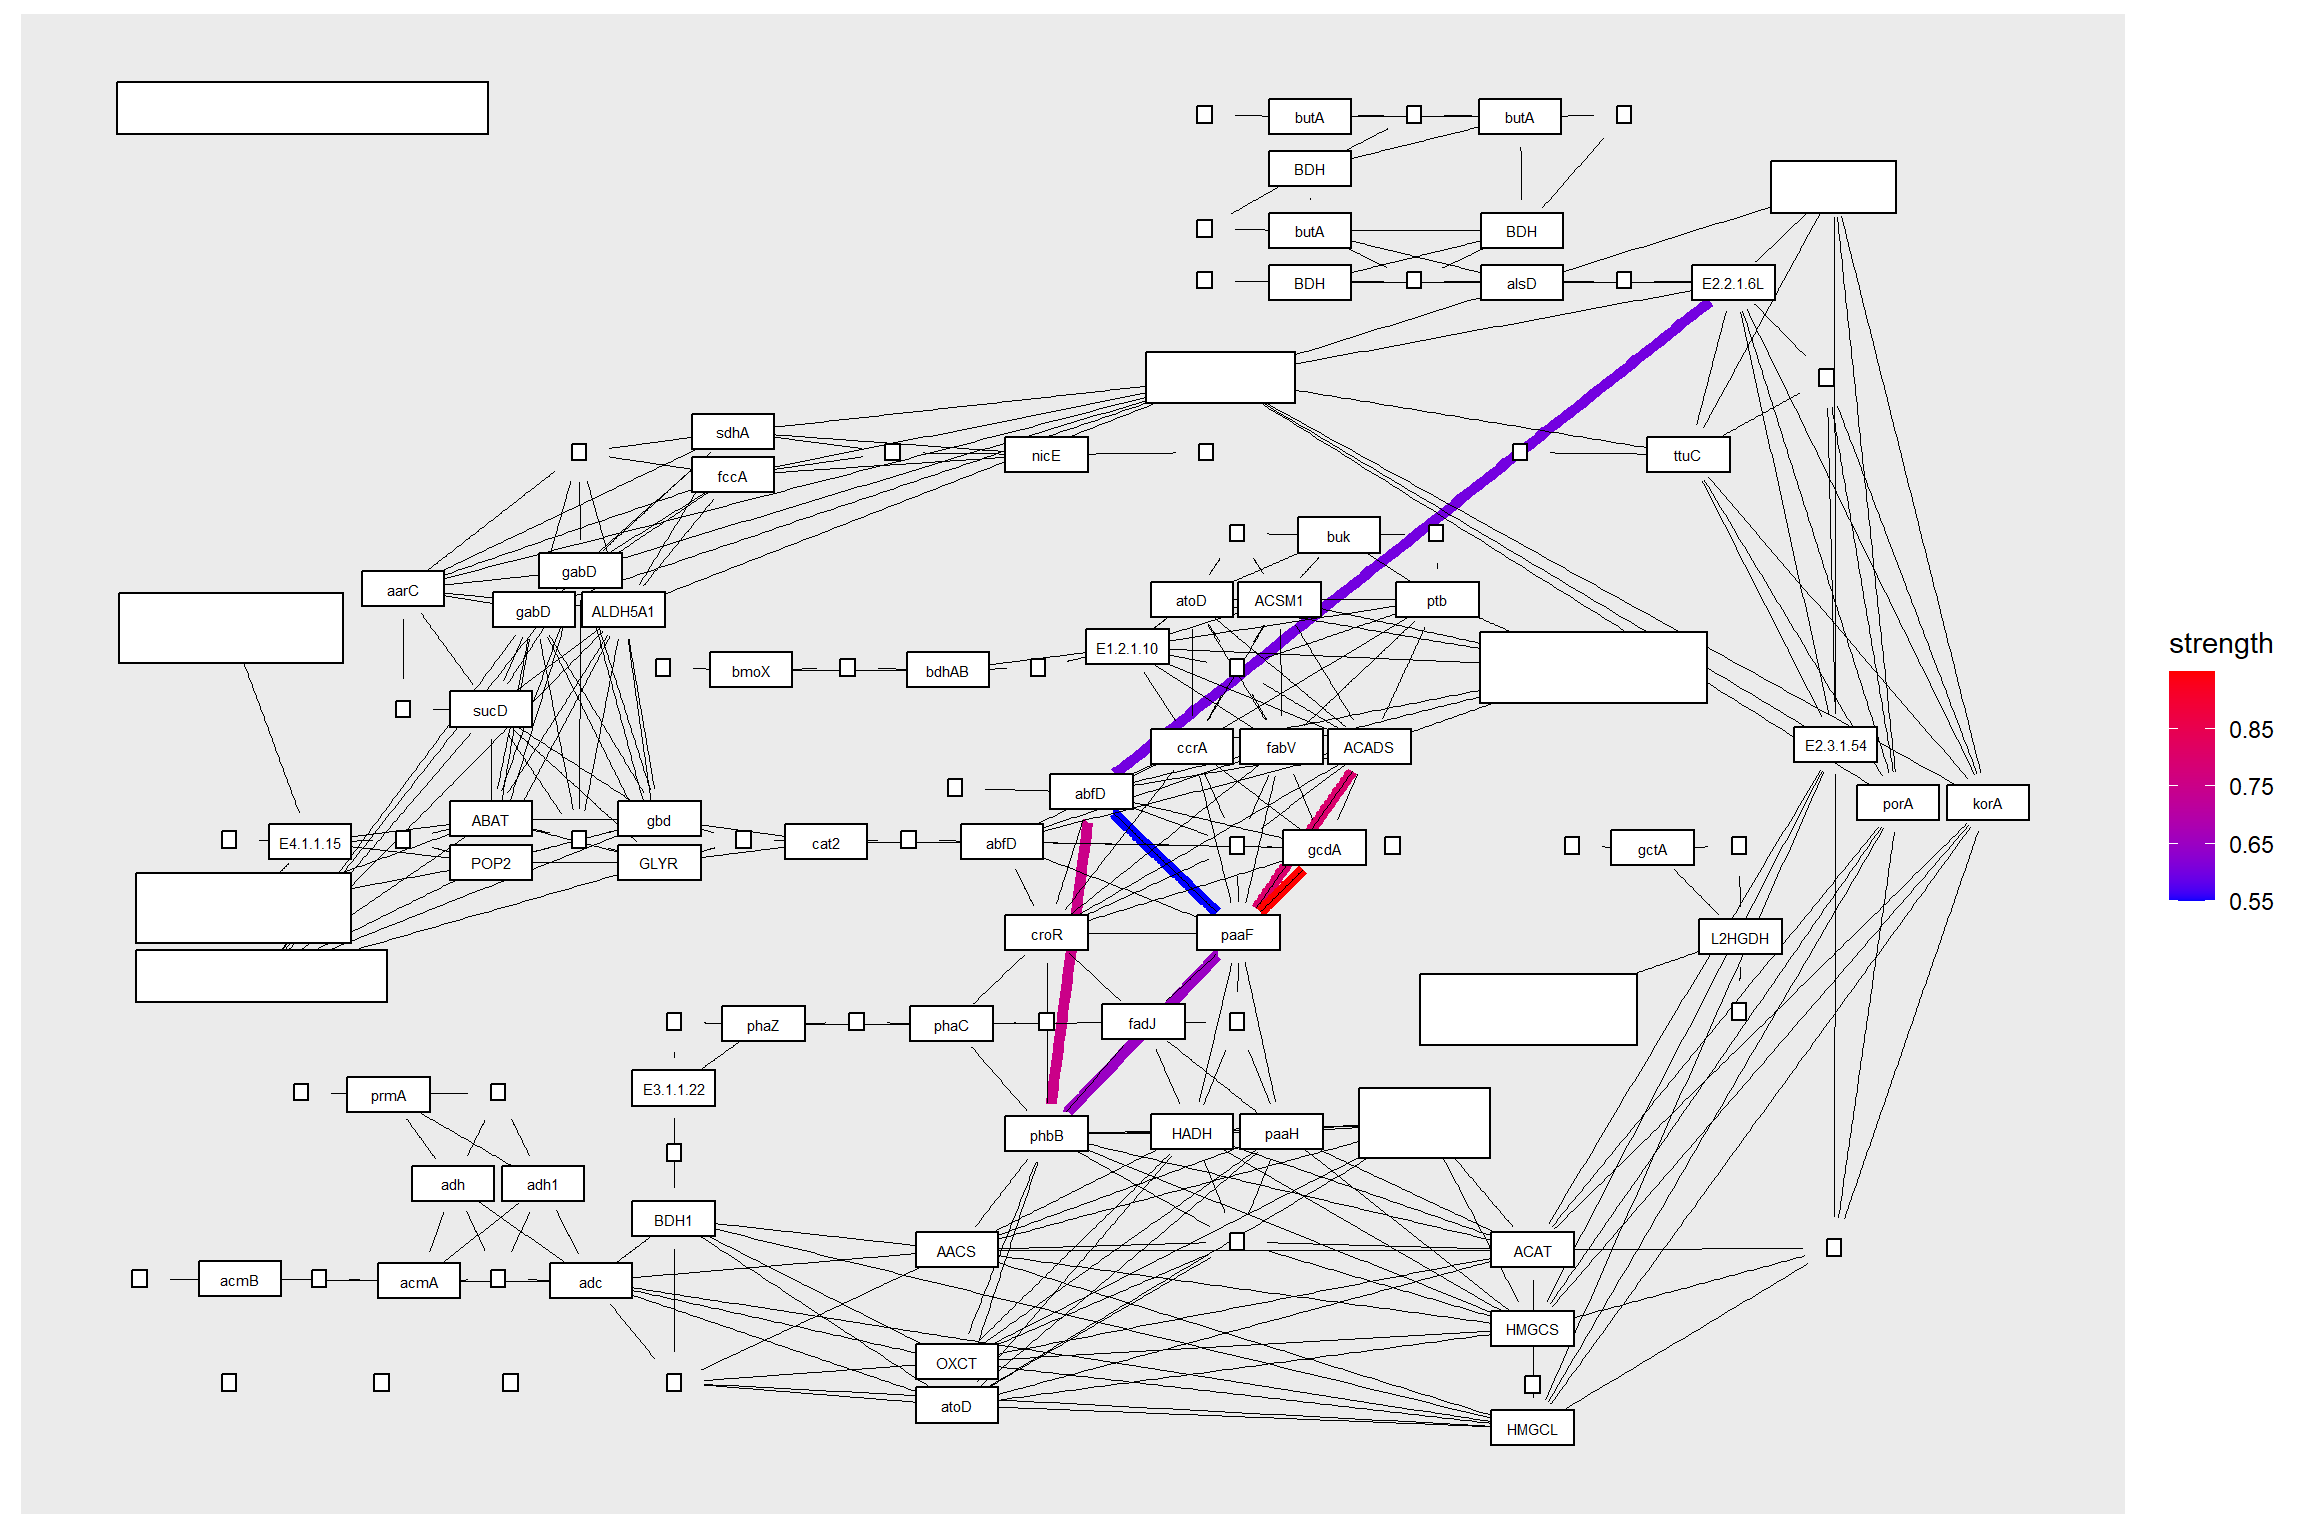 butA
butA
BDH
butA
BDH
BDH
alsD
E2.2.1.6L
sdhA
nicE
ttuC
fccA
buk
gabD
aarC
gabD
ALDH5A1
atoD
ACSM1
ptb
E1.2.1.10
bmoX
bdhAB
sucD
ccrA
fabV
ACADS
E2.3.1.54
abfD
porA
korA
ABAT
gbd
E4.1.1.15
cat2
abfD
gcdA
gctA
POP2
GLYR
croR
paaF
L2HGDH
phaZ
phaC
fadJ
E3.1.1.22
prmA
phbB
HADH
paaH
adh
adh1
BDH1
AACS
ACAT
acmB
acmA
adc
HMGCS
OXCT
atoD
HMGCL
strength
0.85
0.75
0.65
0.55